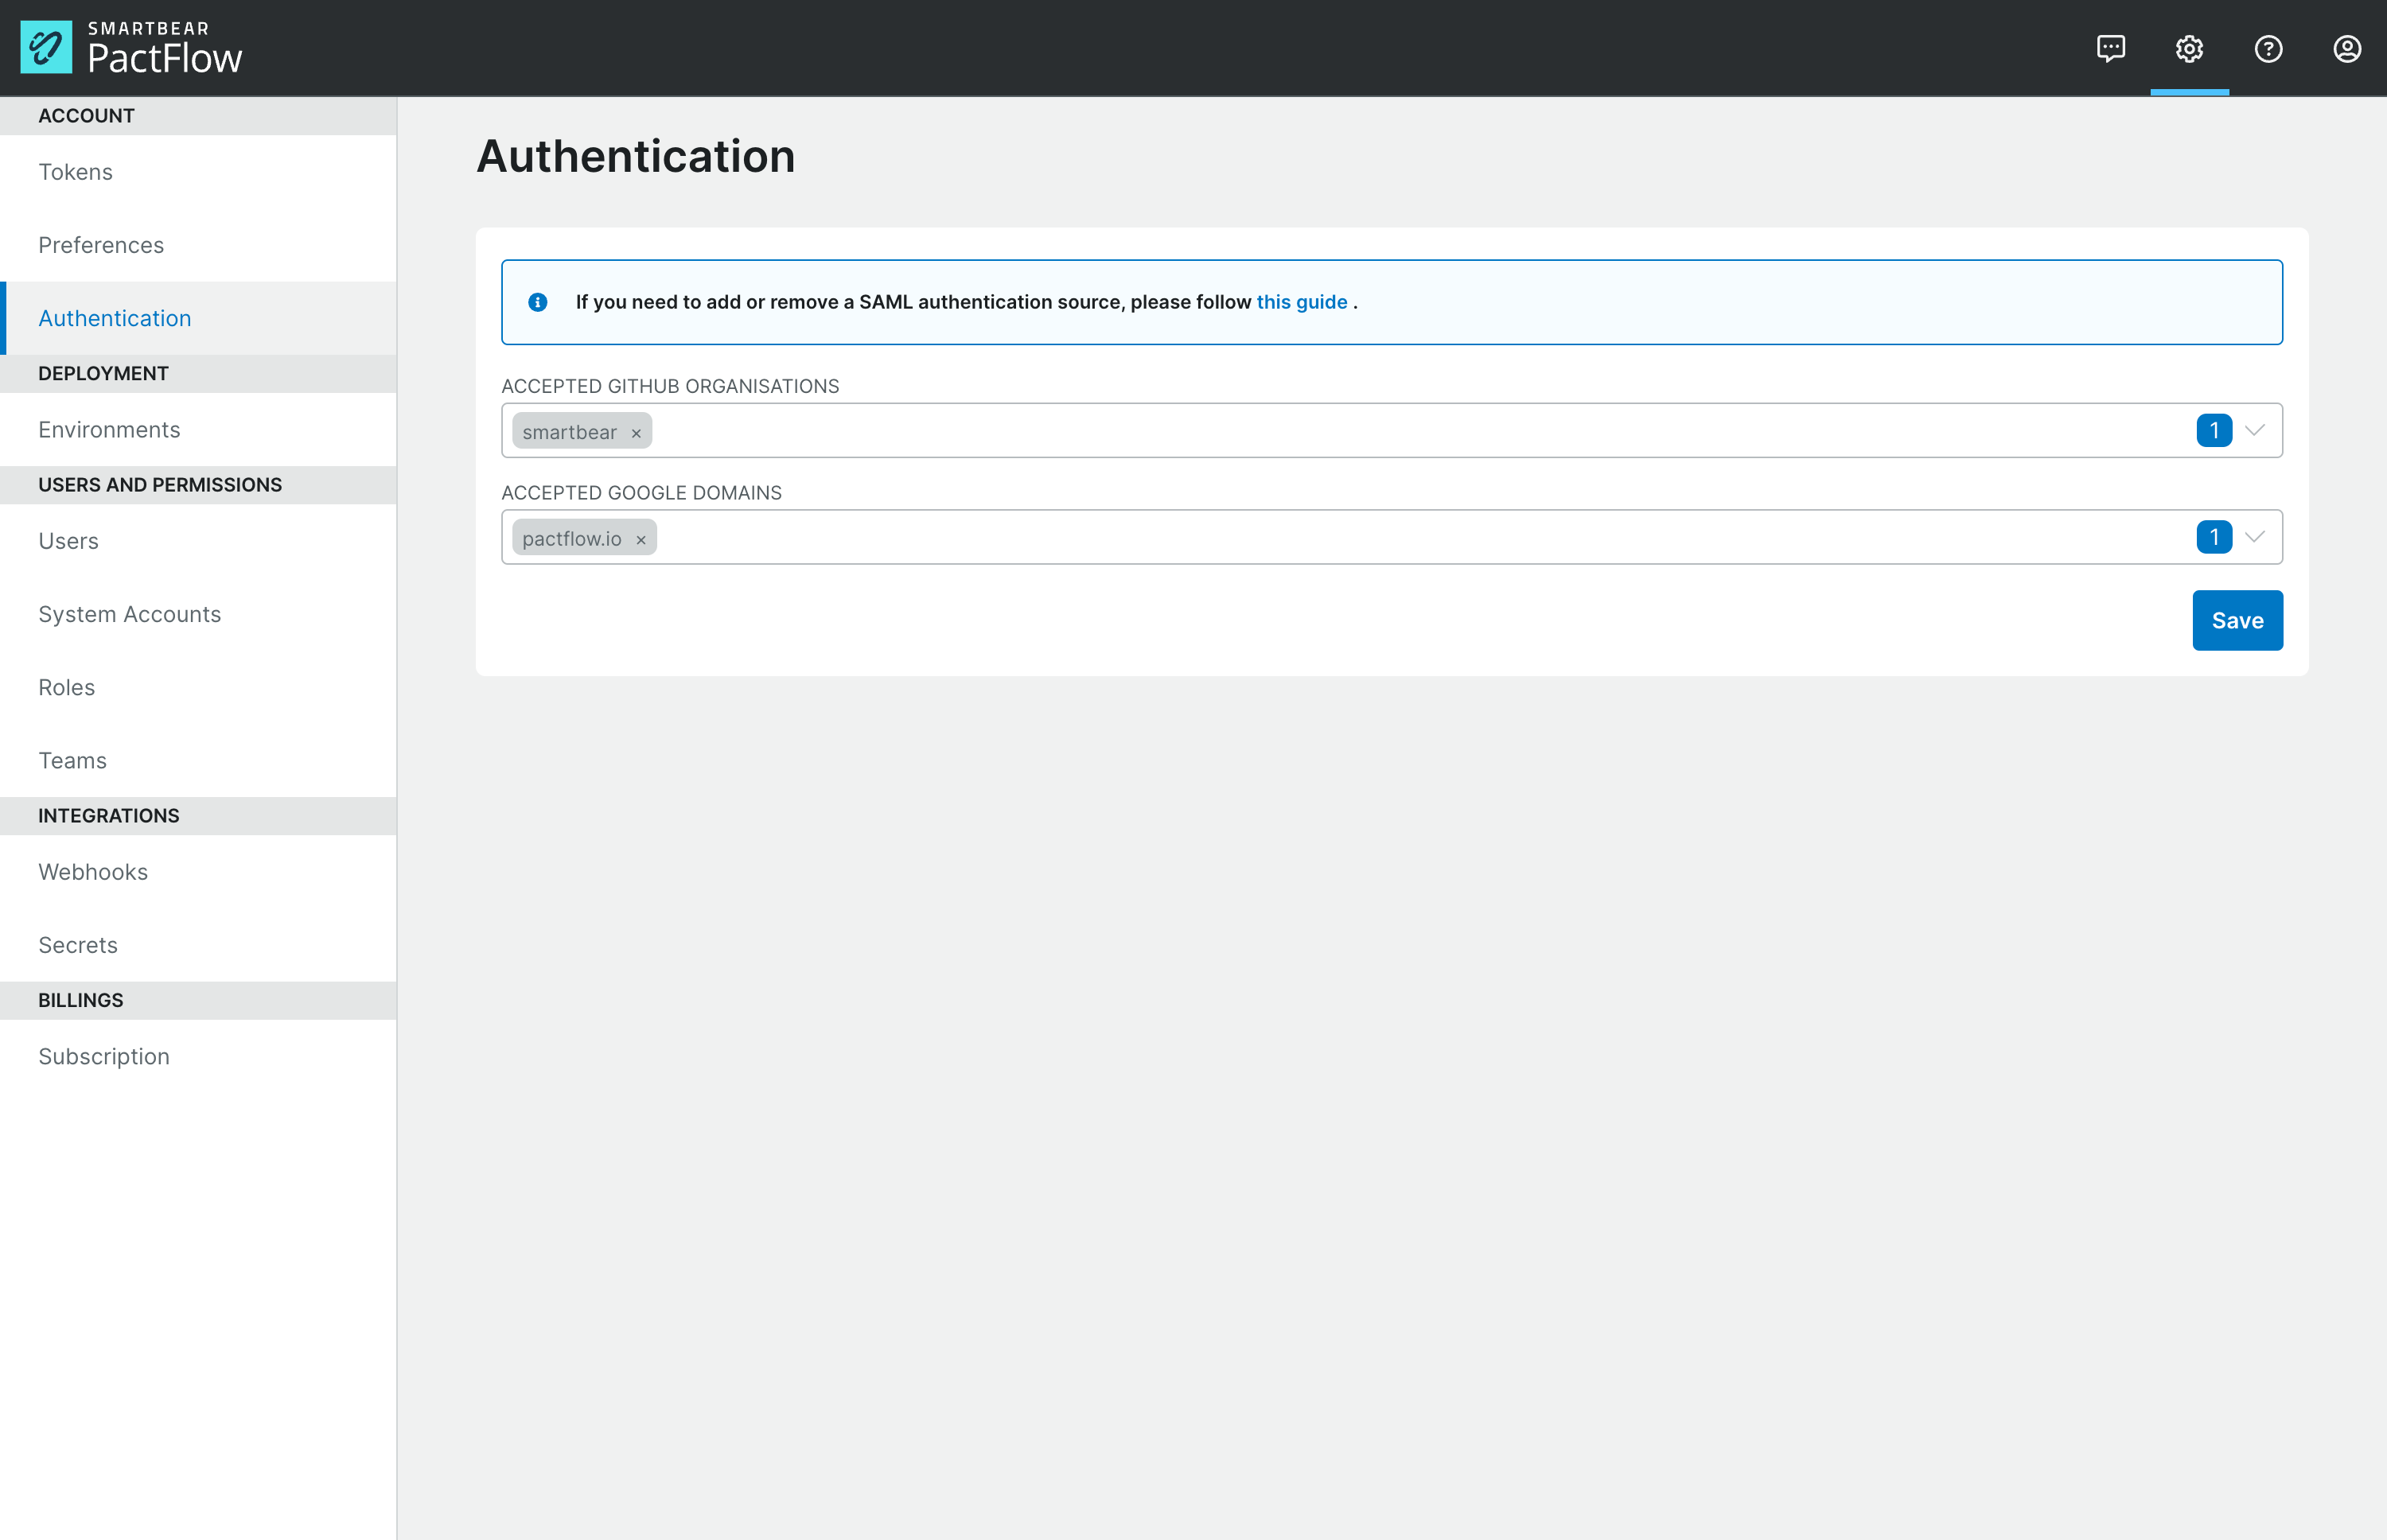 SMARTBEAR
PactFlow
ACCOUNT
Tokens
Preferences
Authentication
DEPLOYMENT
Environments
USERS AND PERMISSIONS
Users
System Accounts
Roles
Teams
INTEGRATIONS
Webhooks
Secrets
BILLINGS
Subscription
Authentication
If you need to add or remove a SAML authentication source, please follow this guide .
ACCEPTED GITHUB ORGANISATIONS
smartbear × 1
ACCEPTED GOOGLE DOMAINS
pactflow.io × 1
Save